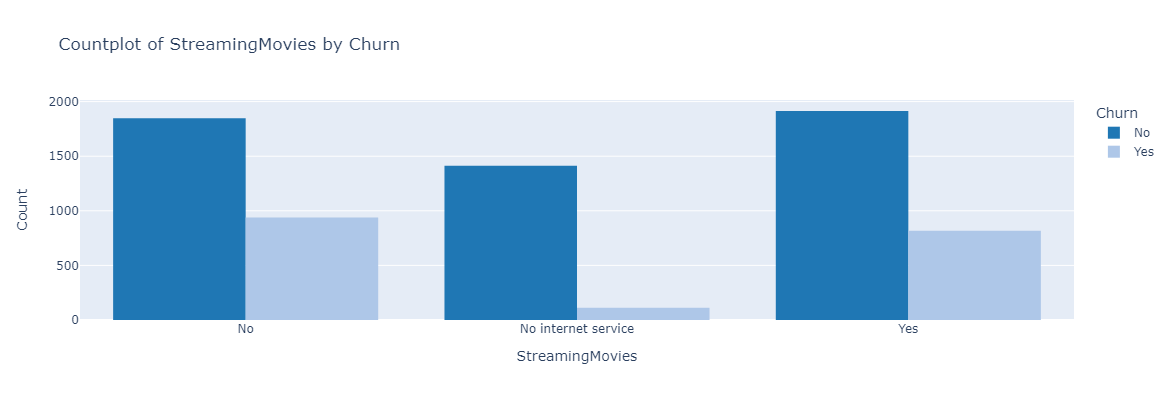 Countplot of StreamingMovies by Churn
Churn
No
Yes
Count
2000
1500
1000
500
0
No
No internet service
Yes
StreamingMovies